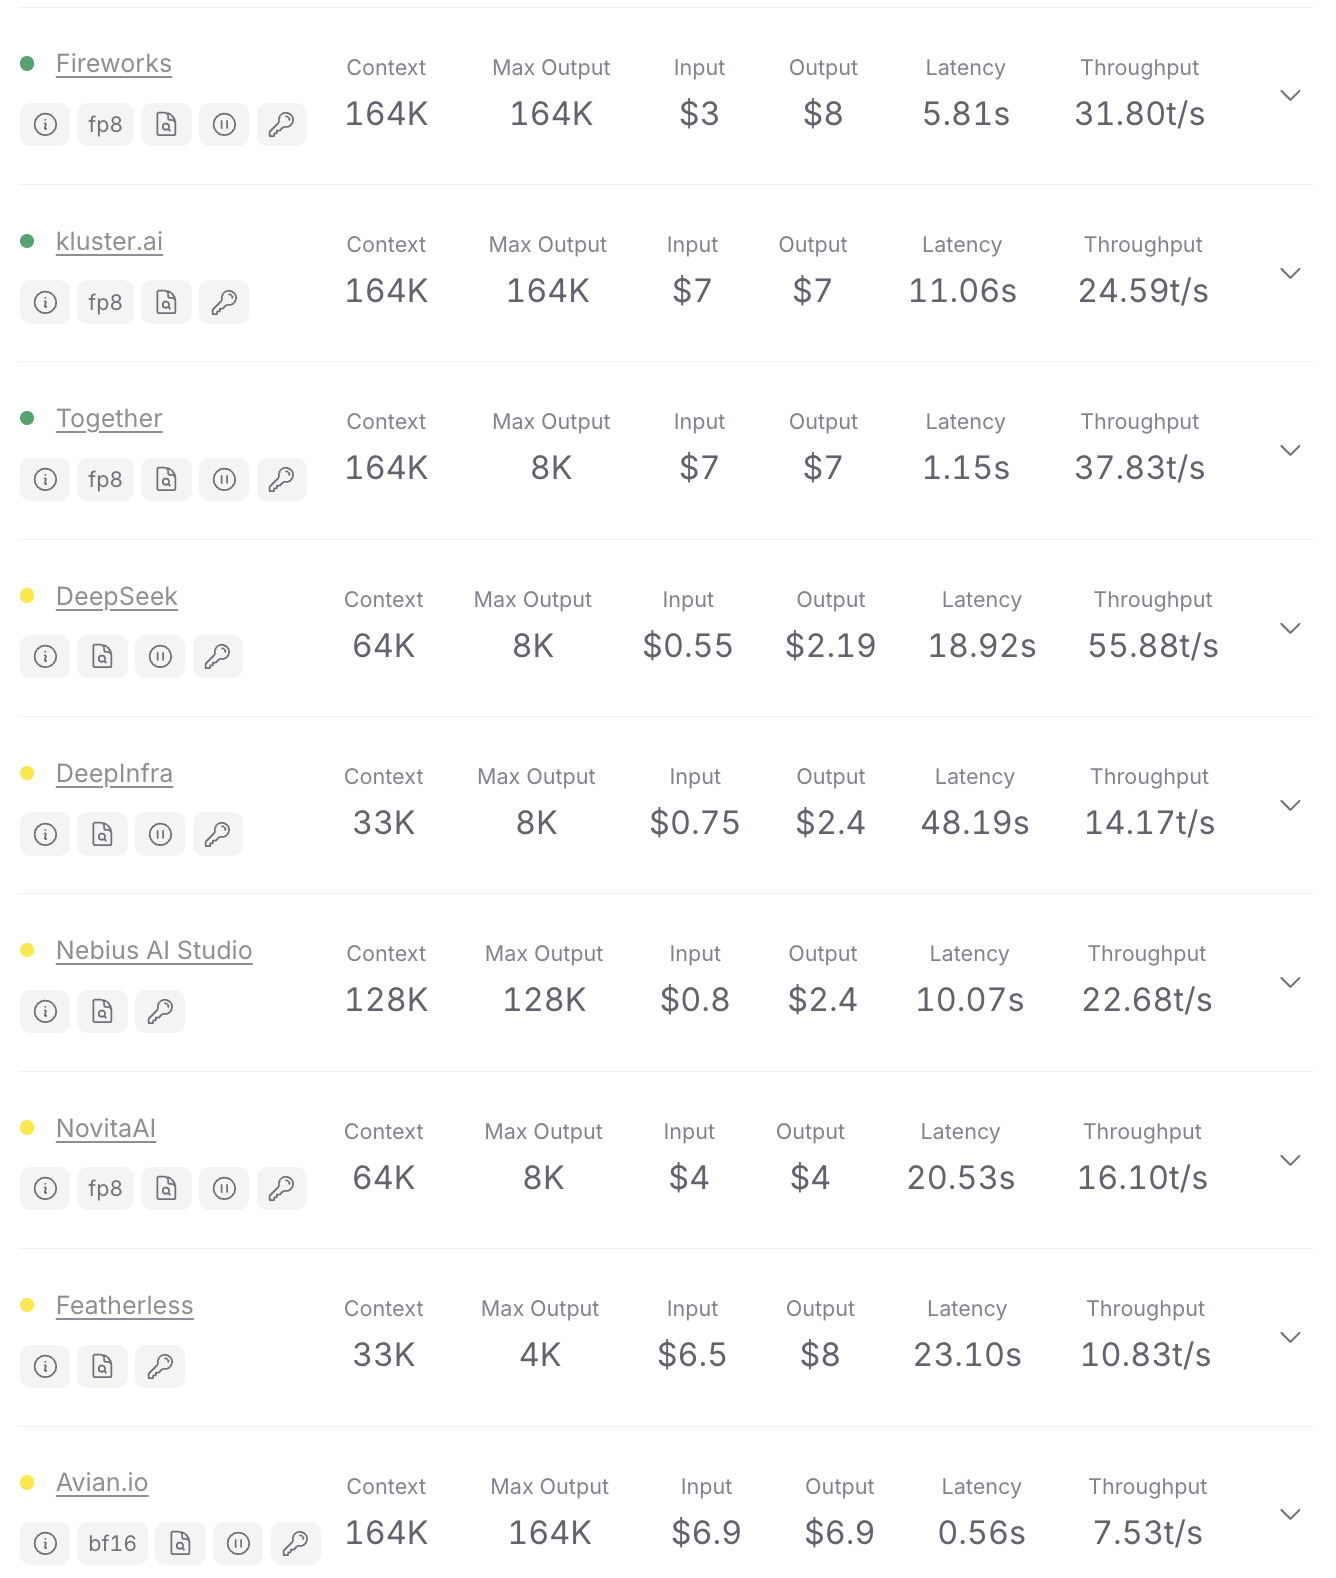 Fireworks
Context Max Output Input Output Latency Throughput
164K 164K $3 $8 5.81s 31.80t/s
fp8
kluster.ai
Context Max Output Input Output Latency Throughput
164K 164K $7 $7 11.06s 24.59t/s
fp8
Together
Context Max Output Input Output Latency Throughput
164K 8K $7 $7 1.15s 37.83t/s
fp8
DeepSeek
Context Max Output Input Output Latency Throughput
64K 8K $0.55 $2.19 18.92s 55.88t/s
DeepInfra
Context Max Output Input Output Latency Throughput
33K 8K $0.75 $2.4 48.19s 14.17t/s
Nebius AI Studio
Context Max Output Input Output Latency Throughput
128K 128K $0.8 $2.4 10.07s 22.68t/s
NovitaAI
Context Max Output Input Output Latency Throughput
64K 8K $4 $4 20.53s 16.10t/s
fp8
Featherless
Context Max Output Input Output Latency Throughput
33K 4K $6.5 $8 23.10s 10.83t/s
Avian.io
Context Max Output Input Output Latency Throughput
164K 164K $6.9 $6.9 0.56s 7.53t/s
bf16